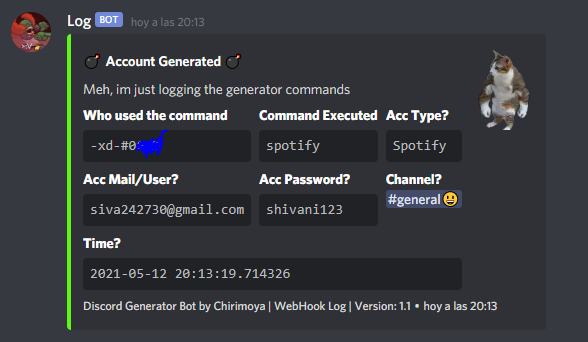 Log BOT hoy a las 20:13
Account Generated
Meh, im just logging the generator commands
Who used the command Command Executed Acc Type?
-xd-#0 spotify Spotify
Acc Mail/User? Acc Password? Channel?
siva242730@gmail.com shivani123 #general
Time?
2021-05-12 20:13:19.714326
Discord Generator Bot by Chirimoya | WebHook Log | Version: 1.1 • hoy a las 20:13